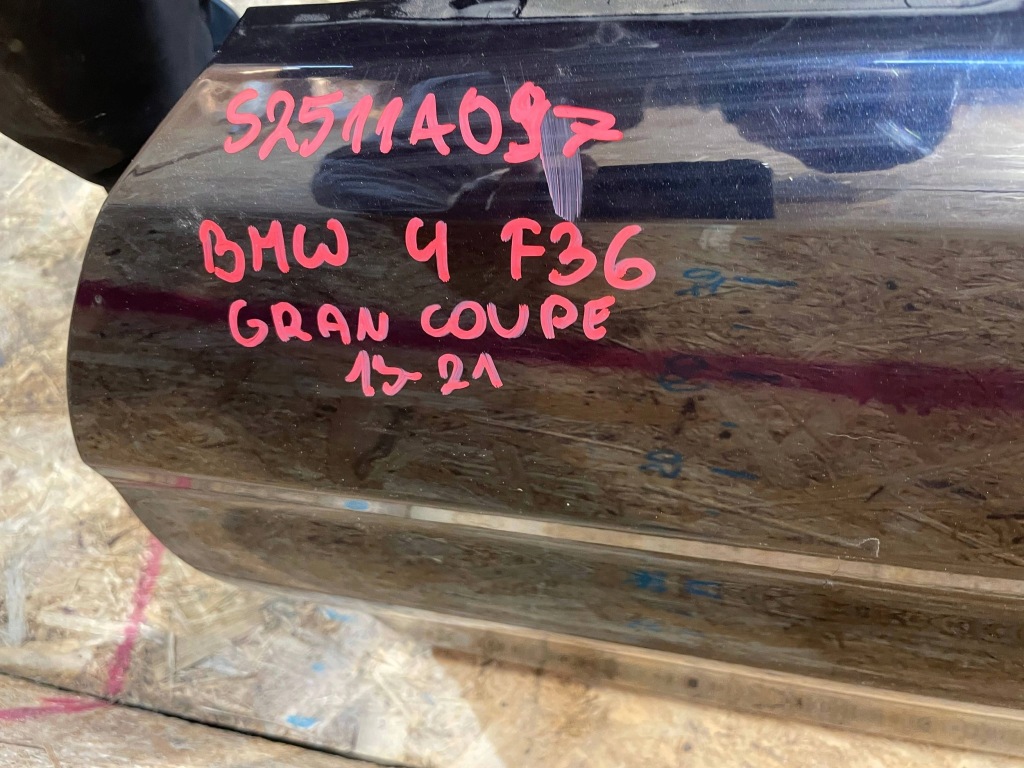 S2511A097
BMW 4 F36
GRAN COUPE
13-21